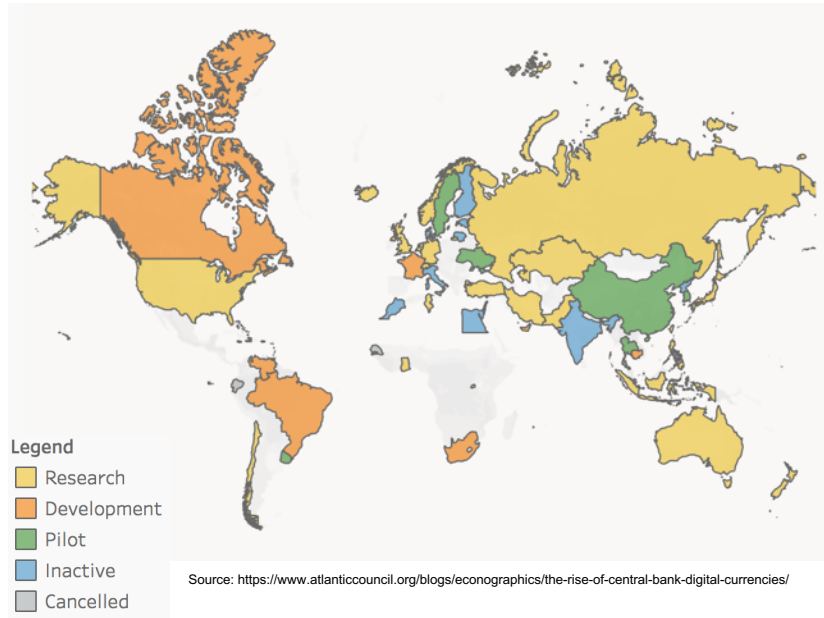 Legend
Research
Development
Pilot
Inactive
Cancelled
Source: https://www.atlanticcouncil.org/blogs/econographics/the-rise-of-central-bank-digital-currencies/